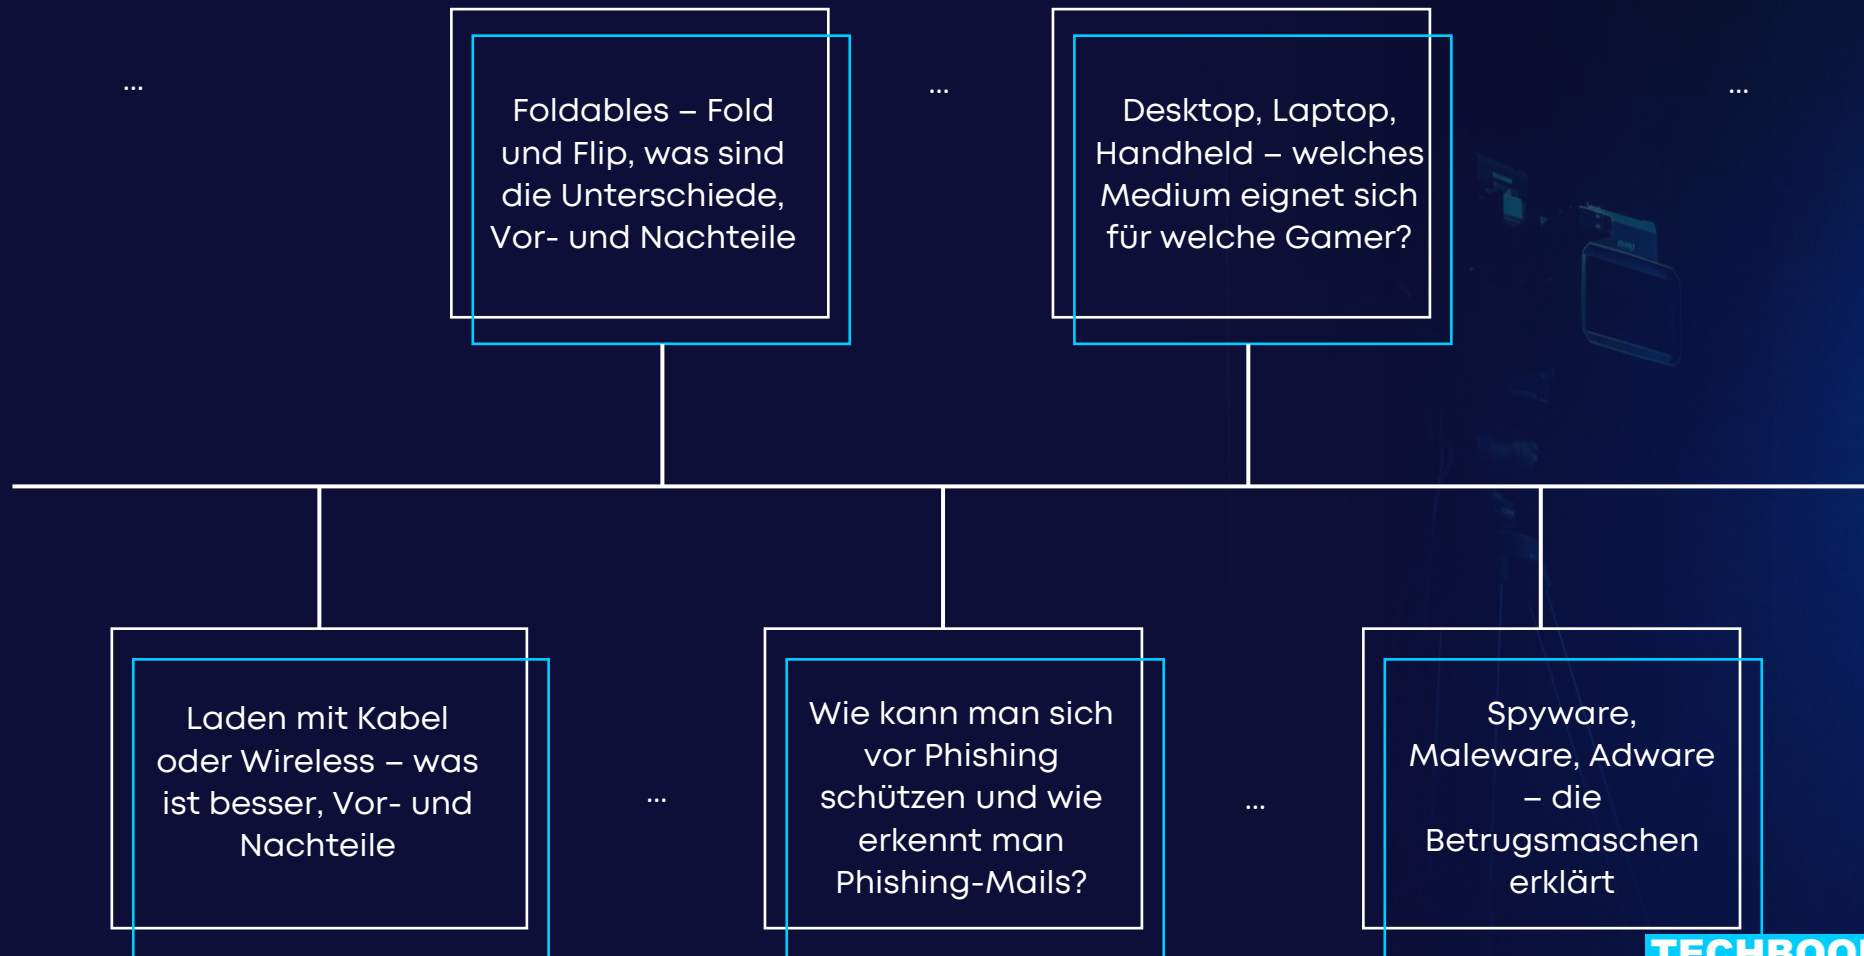 ...
Foldables – Fold
und Flip, was sind
die Unterschiede,
Vor- und Nachteile
...
Desktop, Laptop,
Handheld – welches
Medium eignet sich
für welche Gamer?
...
Laden mit Kabel
oder Wireless – was
ist besser, Vor- und
Nachteile
...
Wie kann man sich
vor Phishing
schützen und wie
erkennt man
Phishing-Mails?
...
Spyware,
Maleware, Adware
– die
Betrugsmaschen
erklärt